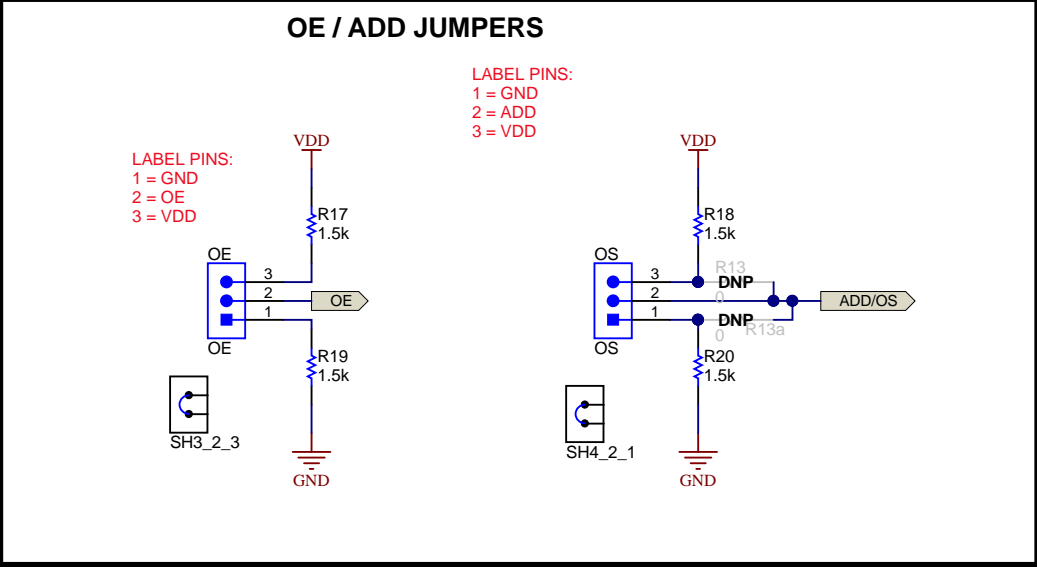 OE / ADD JUMPERS
LABEL PINS:
1 = GND
2 = ADD
3 = VDD
LABEL PINS:
1 = GND
2 = OE
3 = VDD
VDD
R17
1.5k
OE
3
2
1
OE
OE
R19
1.5k
SH3_2_3
GND
VDD
R18
1.5k
OS
3
2
1
OS
R13
DNP
0
DNP
R13a
0
ADD/OS
R20
1.5k
SH4_2_1
GND